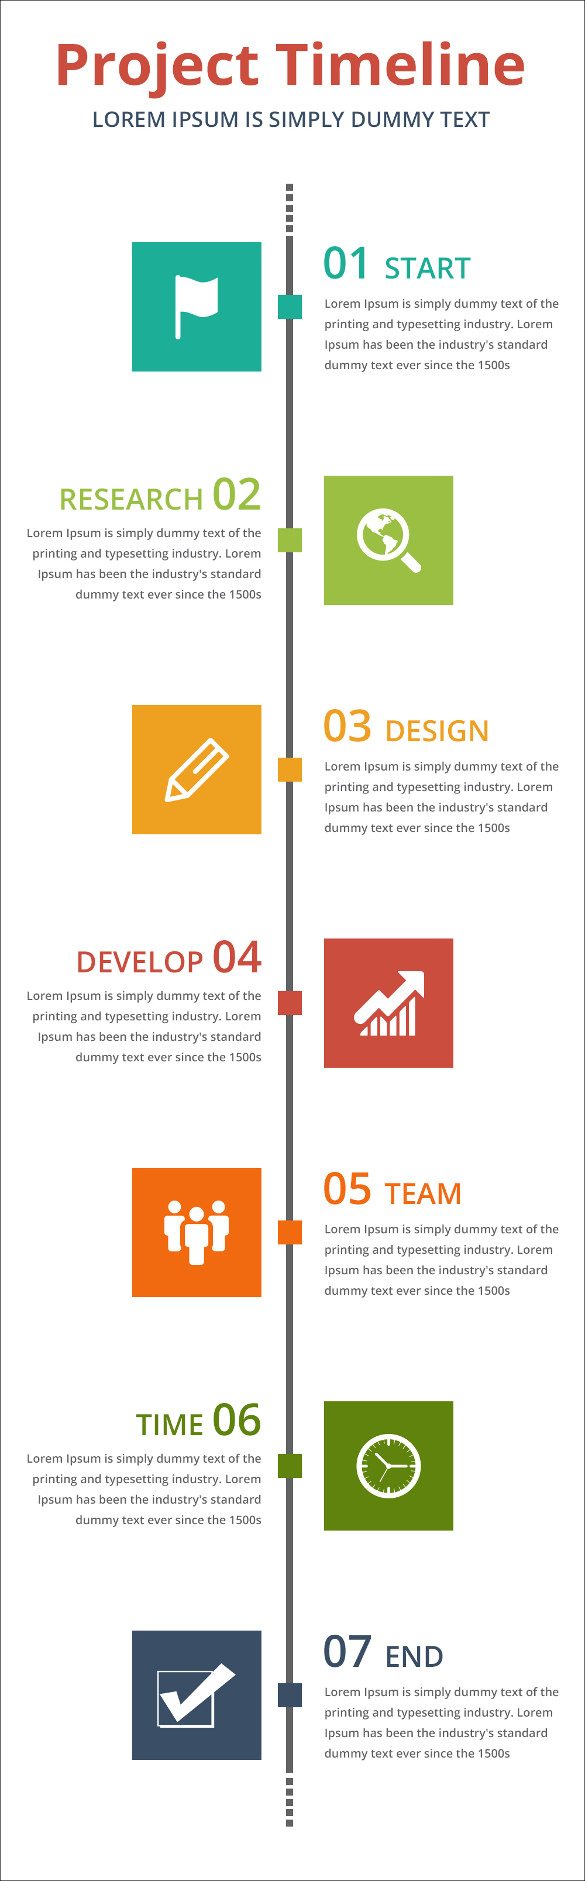 Project Timeline
LOREM IPSUM IS SIMPLY DUMMY TEXT
01 START
Lorem Ipsum is simply dummy text of the
printing and typesetting industry. Lorem
Ipsum has been the industry's standard
dummy text ever since the 1500s
RESEARCH 02
Lorem Ipsum is simply dummy text of the
printing and typesetting industry. Lorem
Ipsum has been the industry's standard
dummy text ever since the 1500s
03 DESIGN
Lorem Ipsum is simply dummy text of the
printing and typesetting industry. Lorem
Ipsum has been the industry's standard
dummy text ever since the 1500s
DEVELOP 04
Lorem Ipsum is simply dummy text of the
printing and typesetting industry. Lorem
Ipsum has been the industry's standard
dummy text ever since the 1500s
05 TEAM
Lorem Ipsum is simply dummy text of the
printing and typesetting industry. Lorem
Ipsum has been the industry's standard
dummy text ever since the 1500s
TIME 06
Lorem Ipsum is simply dummy text of the
printing and typesetting industry. Lorem
Ipsum has been the industry's standard
dummy text ever since the 1500s
07 END
Lorem Ipsum is simply dummy text of the
printing and typesetting industry. Lorem
Ipsum has been the industry's standard
dummy text ever since the 1500s